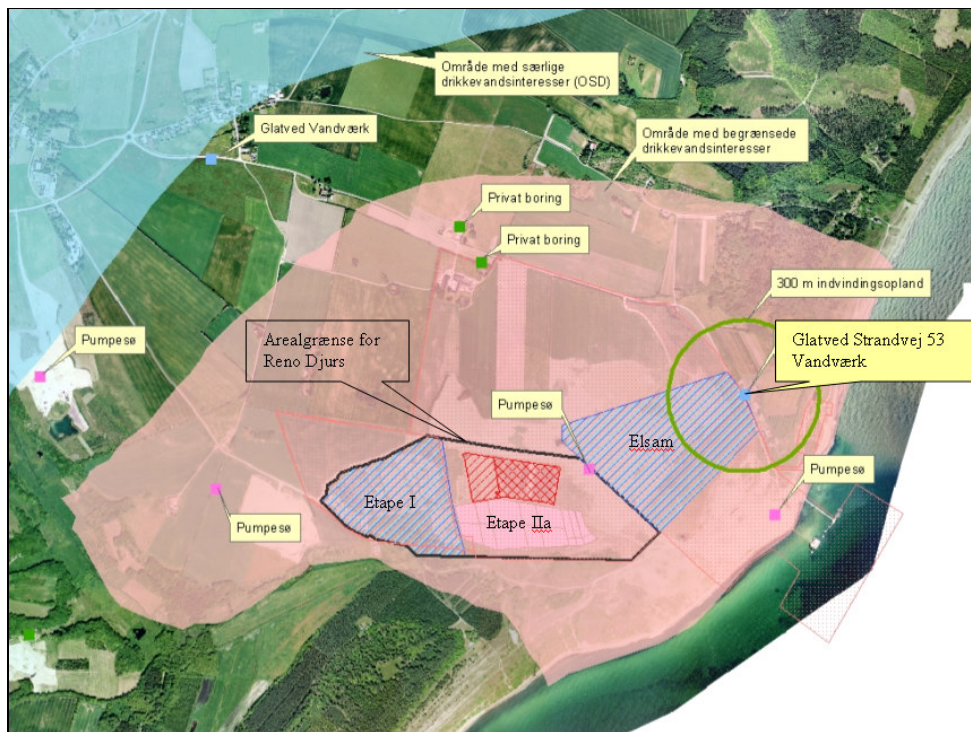 Område med særlige
drikkevandsinteresser (OSD)
Glatved Vandværk
Område med begrænsede
drikkevandsinteresser
Privat boring
Privat boring
300 m indvindingsopland
Arealgrænse for
Reno Djurs
Glatved Strandvej 53
Vandværk
Pumpesø
Pumpesø
Elsam
Pumpesø
Etape I
Etape IIa
Pumpesø